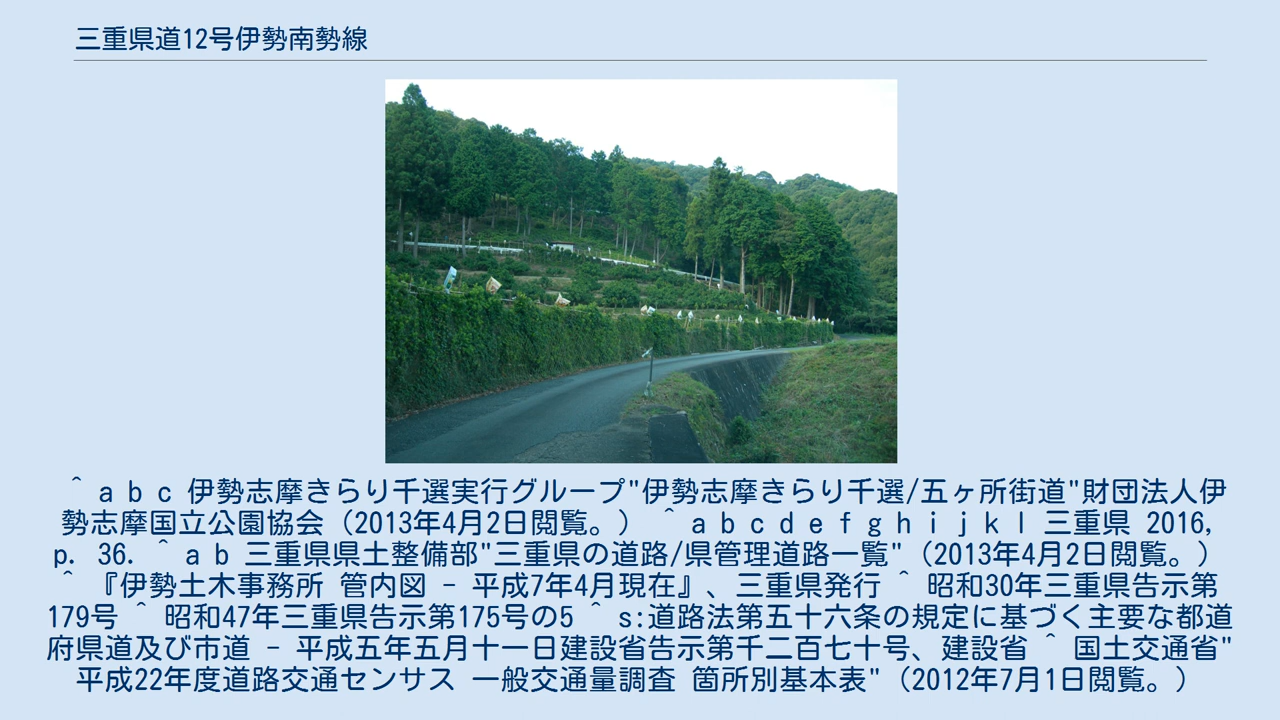 三重県道12号伊勢南勢線
^ a b c 伊勢志摩きらり千選実行グループ"伊勢志摩きらり千選/五ヶ所街道"財団法人伊
勢志摩国立公園協会（2013年4月2日閲覧。） ^ a b c d e f g h i j k l 三重県 2016,
p. 36. ^ a b 三重県県土整備部"三重県の道路/県管理道路一覧"（2013年4月2日閲覧。）
^ 『伊勢土木事務所 管内図 - 平成7年4月現在』、三重県発行 ^ 昭和30年三重県告示第
179号 ^ 昭和47年三重県告示第175号の5 ^ s:道路法第五十六条の規定に基づく主要な都道
府県道及び市道 - 平成五年五月十一日建設省告示第千二百七十号、建設省 ^ 国土交通省"
平成22年度道路交通センサス 一般交通量調査 箇所別基本表"（2012年7月1日閲覧。）